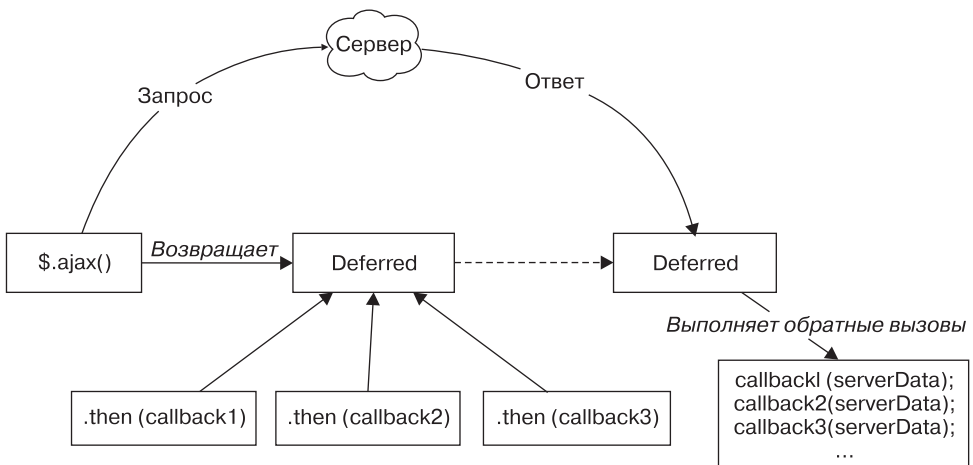 Сервер
Запрос
Ответ
$.ajax()
Возвращает
Deferred
Deferred
Выполняет обратные вызовы
.then (callback1)
.then (callback2)
.then (callback3)
callbackl (serverData);
callback2(serverData);
callback3(serverData);
...